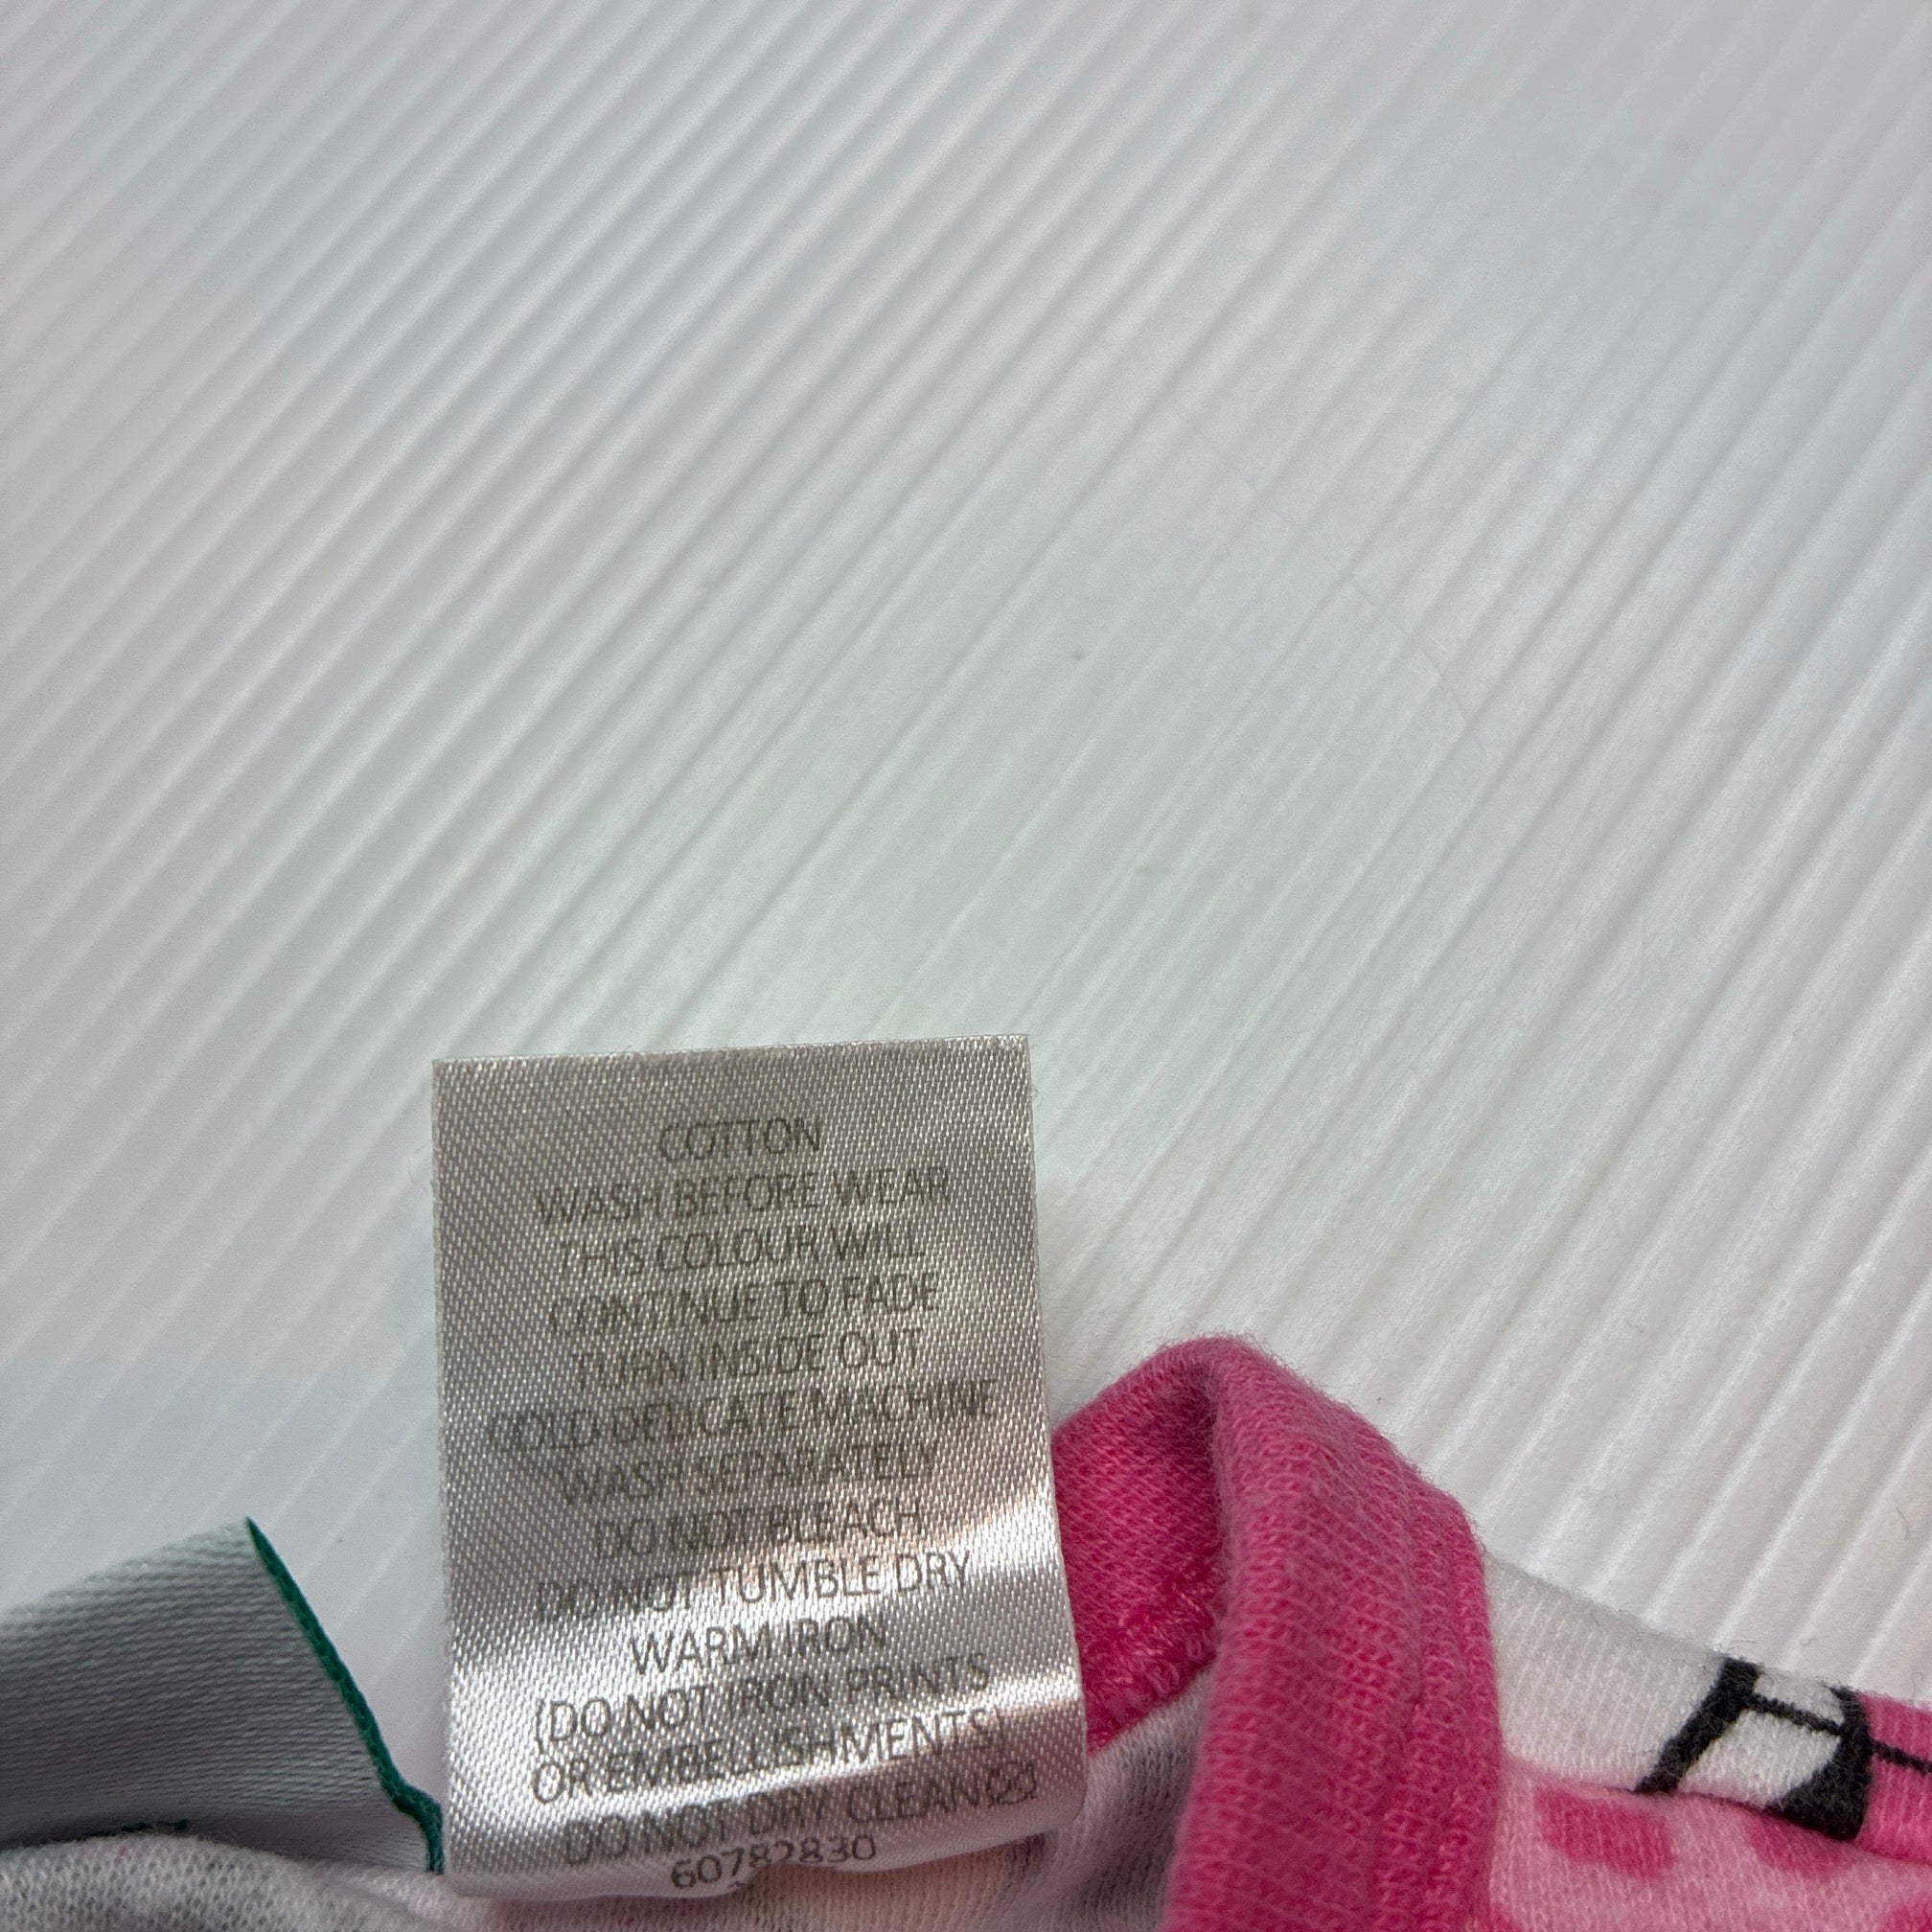 COTTON
WASH BEFORE WEAR
THIS COLOUR WILL
CONTINUE TO FADE
TURN INSIDE OUT
COLD DELICATE MACHINE
WASH SEPARATELY
DO NOT BLEACH
DO NOT TUMBLE DRY
WARM IRON
(DO NOT IRON PRINTS
OR EMBELLISHMENTS)
DO NOT DRY CLEAN
60782830